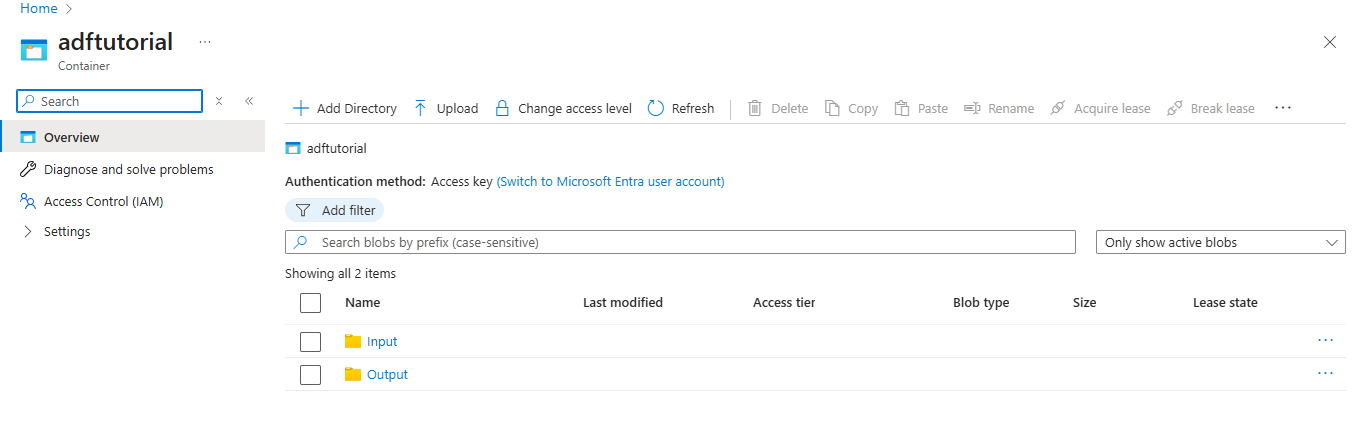 Home
adftutorial ...
Container
Search
Overview
Diagnose and solve problems
Access Control (IAM)
Settings
Add Directory Upload Change access level Refresh Delete Copy Paste Rename Acquire lease Break lease ...
adftutorial
Authentication method: Access key (Switch to Microsoft Entra user account)
Add filter
Search blobs by prefix (case-sensitive) Only show active blobs
Showing all 2 items
Name Last modified Access tier Blob type Size Lease state
Input ...
Output ...